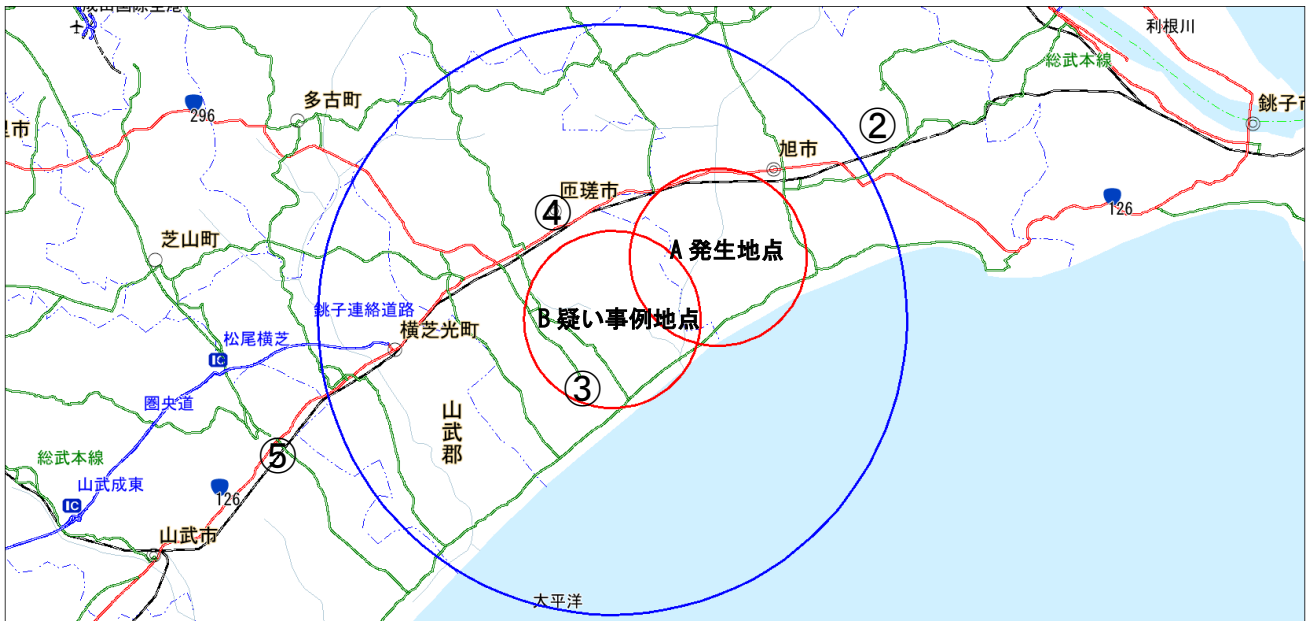 成田国際空港
利根川
総武本線
296
多古町
銚子市
里市
②
旭市
匝瑳市
④
126
芝山町
A 発生地点
銚子連絡道路
B 疑い事例地点
松尾横芝
横芝光町
IC
③
圏央道
山武郡
⑤
総武本線
山武成東
IC
126
山武市
太平洋